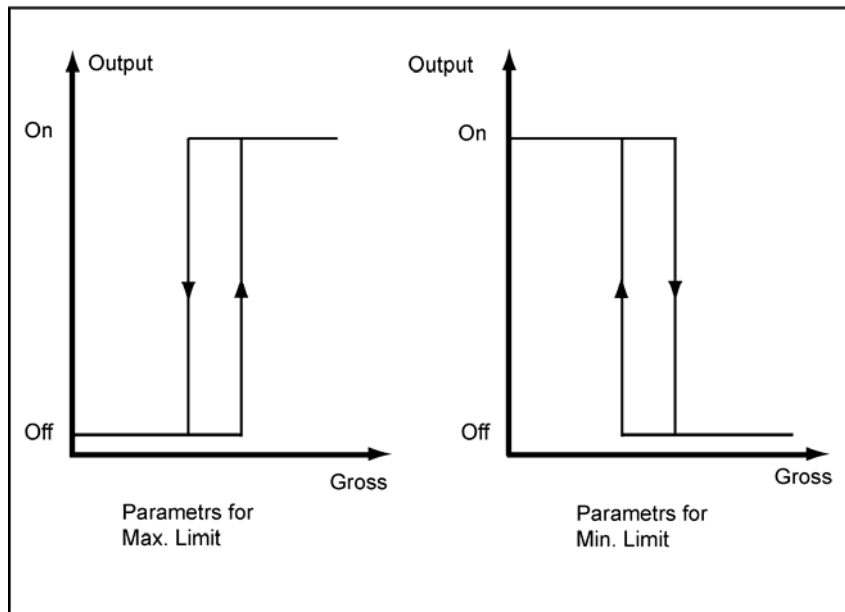 Output
On
Off
Gross
Parametrs for
Max. Limit
Output
On
Off
Gross
Parametrs for
Min. Limit